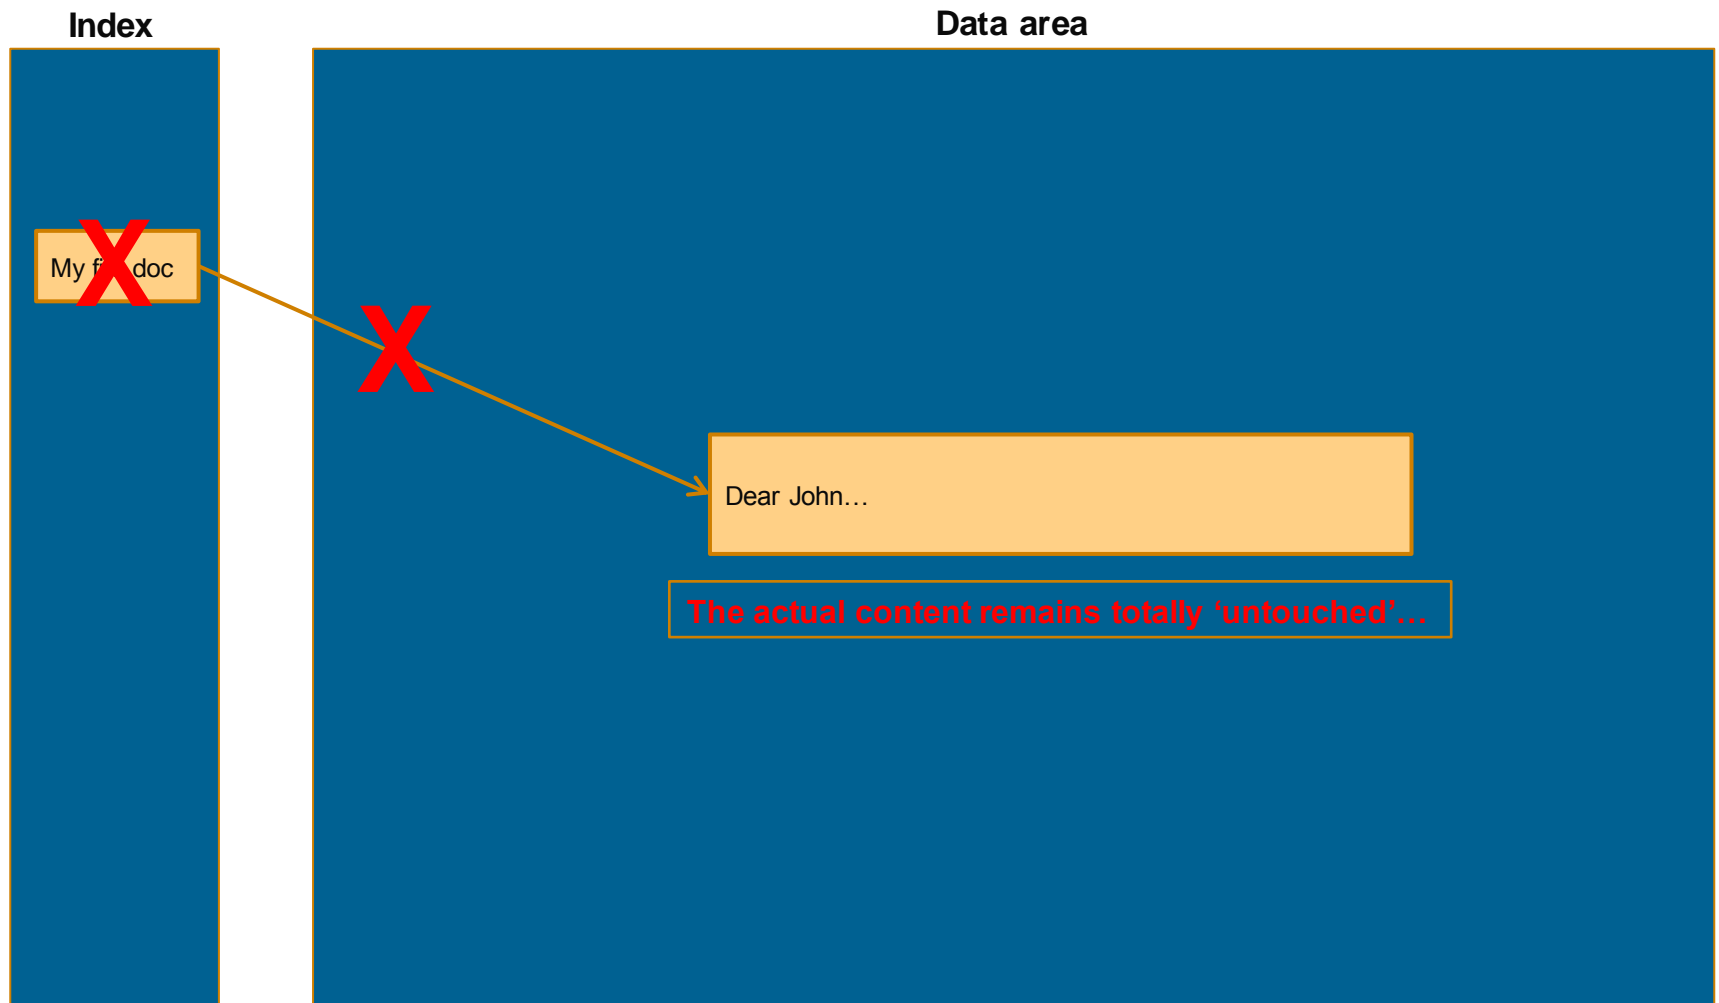 Index
Data area
My doc
X
X
Dear John…
The actual content remains totally ‘untouched’…